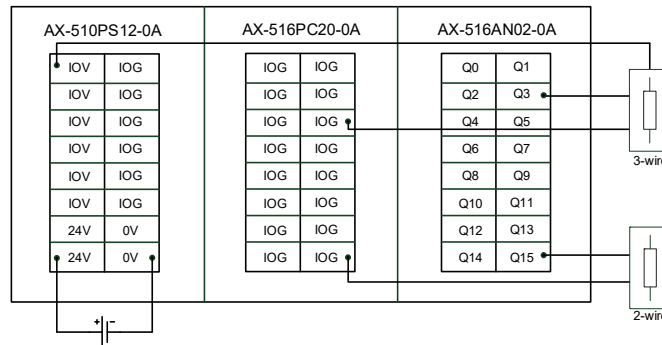 AX-510PS12-0A AX-516PC20-0A AX-516AN02-0A
IOV IOG IOG IOG Q0 Q1
IOV IOG IOG IOG Q2 Q3
IOV IOG IOG IOG Q4 Q5
IOV IOG IOG IOG Q6 Q7
IOV IOG IOG IOG Q8 Q9
IOV IOG IOG IOG Q10 Q11
24V 0V IOG IOG Q12 Q13
24V 0V IOG IOG Q14 Q15
3-wire
2-wire
+ -